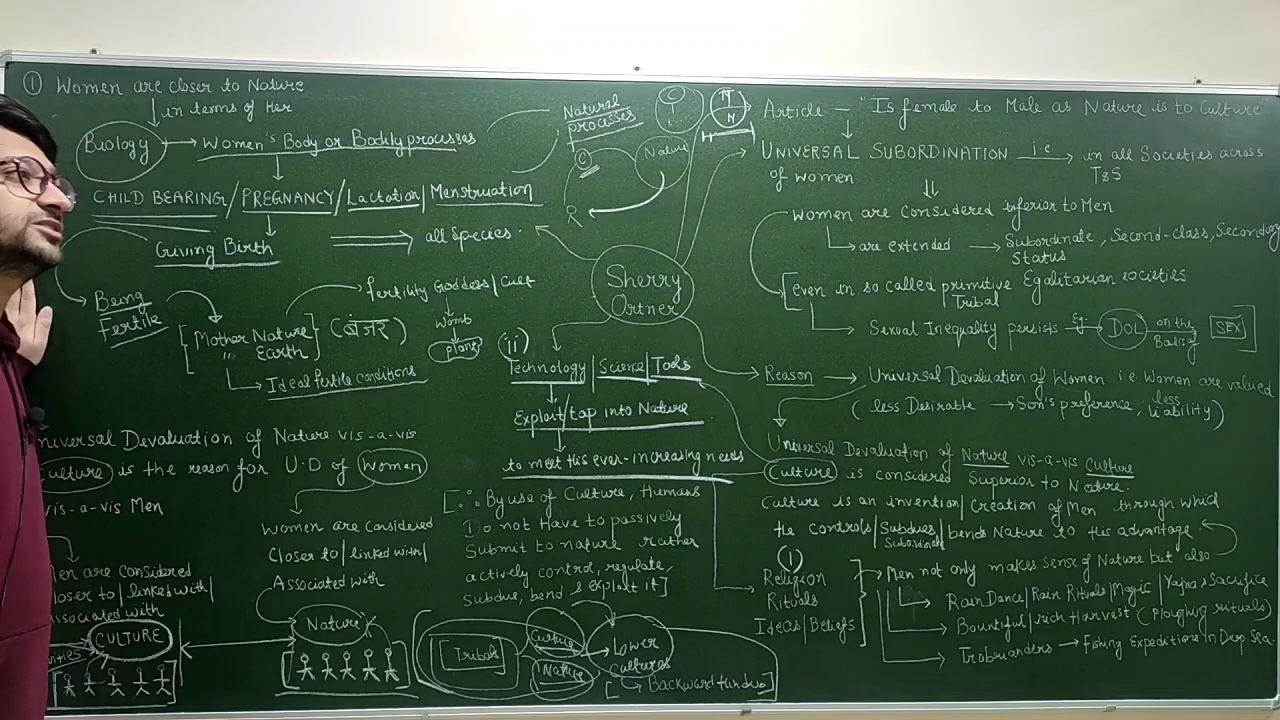 ① Women are closer to Nature
in terms of Her
Biology → Women's Body or Bodily processes
CHILD BEARING / PREGNANCY / Lactation / Menstruation
Giving Birth ⟹ all Species.
Being Fertile
[Mother Nature] (बंजर)
" Earth
Ideal fertile conditions
fertility Goddess / Cult
womb
plant
Universal Devaluation of Nature vis-a-vis
Culture is the reason for U.D of Women
vis-a-vis Men
Men are considered
closer to / linked with /
Associated with
CULTURE
Women are considered
Closer to / linked with /
Associated with
Nature
Natural
processes
C
Nature
R
C
M
N
Sherry
Ortner
(ii)
Technology | Science | Tools
Exploit / tap into Nature
to meet his ever-increasing needs
[∵ By use of Culture, Humans
Do not Have to passively
Submit to nature rather
actively control, regulate,
Subdue, bend & Exploit it]
Tribal
Culture
Nature
Lower
Cultures
[→ Backward]
Article — "Is female to Male as Nature is to Culture
UNIVERSAL SUBORDINATION i.e. → in all Societies across
of women T&S
Women are Considered inferior to Men
are extended → Subordinate, Second-class, Secondary
Status
[even in so called primitive Egalitarian societies
Tribal
Sexual Inequality persists Eg: → DOL on the SEX
Basis of
Reason → Universal Devaluation of Women i.e. Women are valued
less
(less Desirable → Son's preference, liability)
Universal Devaluation of Nature vis-a-vis Culture
Culture is considered Superior to Nature.
Culture is an invention / Creation of Men through which
he controls / Subdues / bends Nature to his advantage
Subordinate
(i)
Religion
Rituals
Ideas / Beliefs
Men not only makes sense of Nature but also
Rain Dance / Rain Rituals / Magic / Yajna, Sacrifice
Bountiful / rich Harvest (Ploughing rituals)
Trobrianders → Fishing Expeditions In Deep Sea